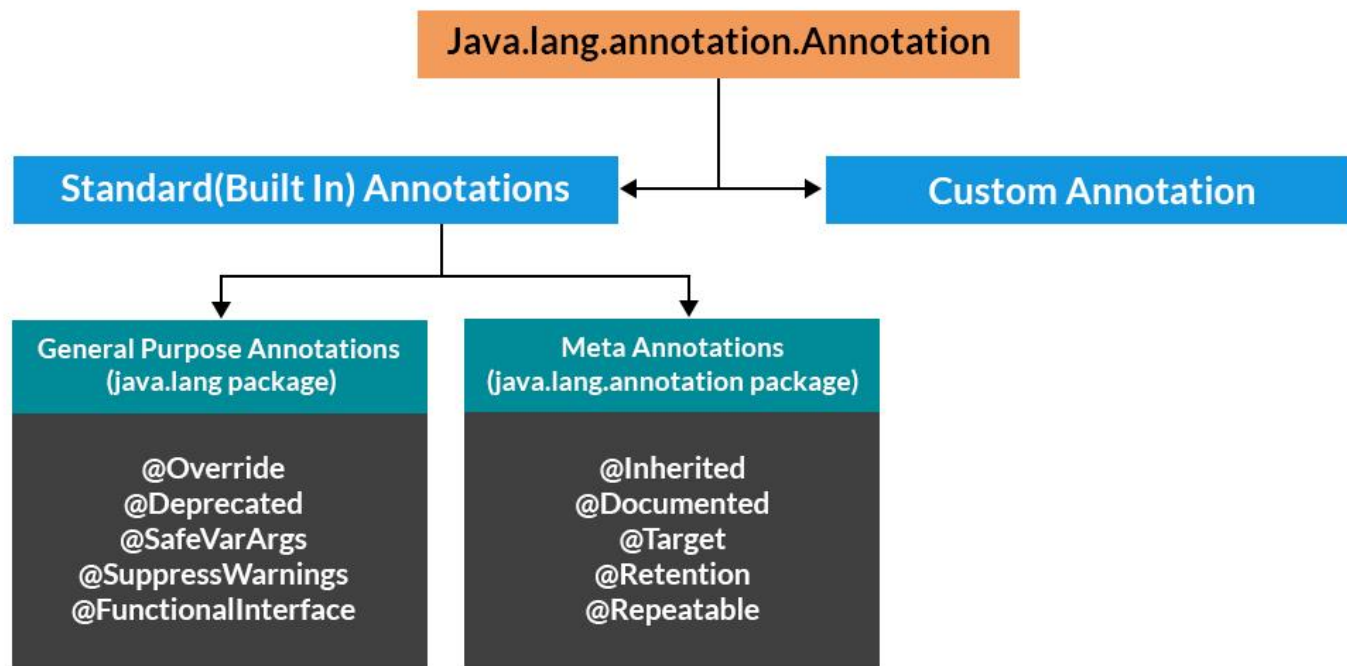 Java.lang.annotation.Annotation
Standard(Built In) Annotations
Custom Annotation
General Purpose Annotations
(java.lang package)
@Override
@Deprecated
@SafeVarArgs
@SuppressWarnings
@FunctionalInterface
Meta Annotations
(java.lang.annotation package)
@Inherited
@Documented
@Target
@Retention
@Repeatable